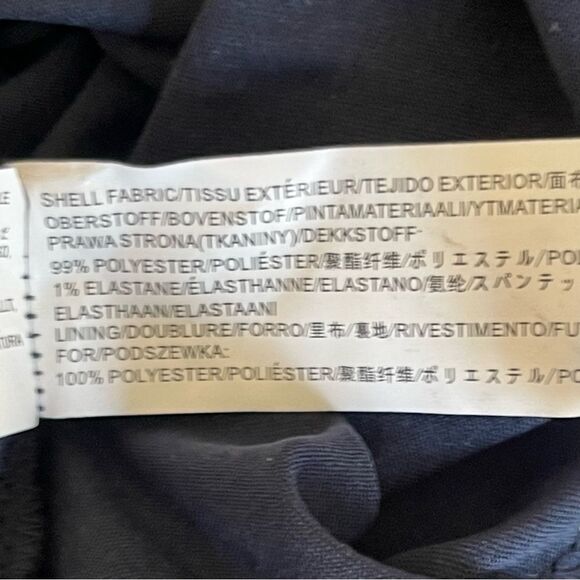 SHELL FABRIC/TISSU EXTÉRIEUR/TEJIDO EXTERIOR/面布
OBERSTOFF/BOVENSTOF/PINTAMATERIAALI/YTMATERIA
PRAWA STRONA(TKANINY)/DEKKSTOFF-
99% POLYESTER/POLIÉSTER/聚酯纤维/ポリエステル/POL
1% ELASTANE/ÉLASTHANNE/ELASTANO/氨纶/スパンテッ
ELASTHAAN/ELASTAANI
LINING/DOUBLURE/FORRO/里布/裏地/RIVESTIMENTO/FU
FOR/PODSZEWKA-
100% POLYESTER/POLIÉSTER/聚酯纤维/ポリエステル/PO